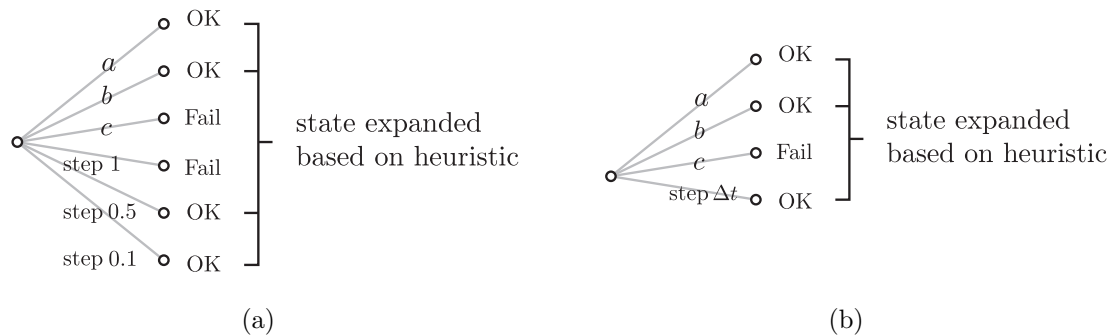 OK
a
OK
b
Fail
c
state expanded
based on heuristic
step 1
Fail
step 0.5
OK
step 0.1
OK
(a)
OK
a
OK
b
Fail
c
state expanded
based on heuristic
step Δt
OK
(b)